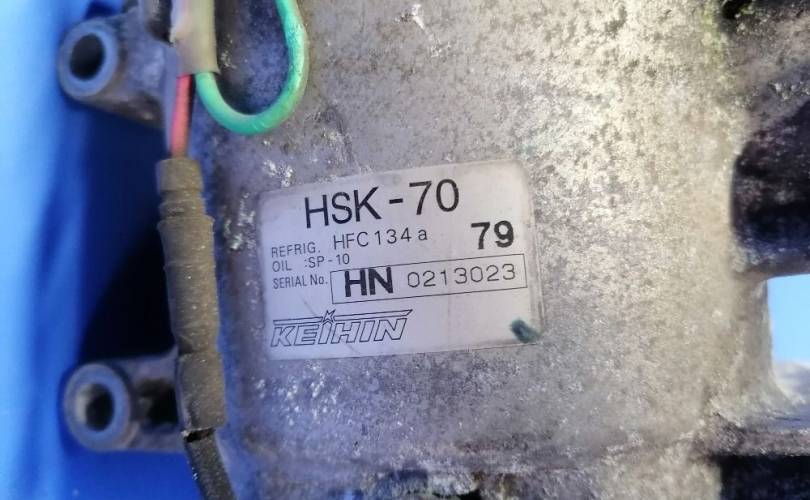 HSK-70
REFRIG. HFC134a 79
OIL :SP-10
SERIAL No. HN 0213023
KEIHIN